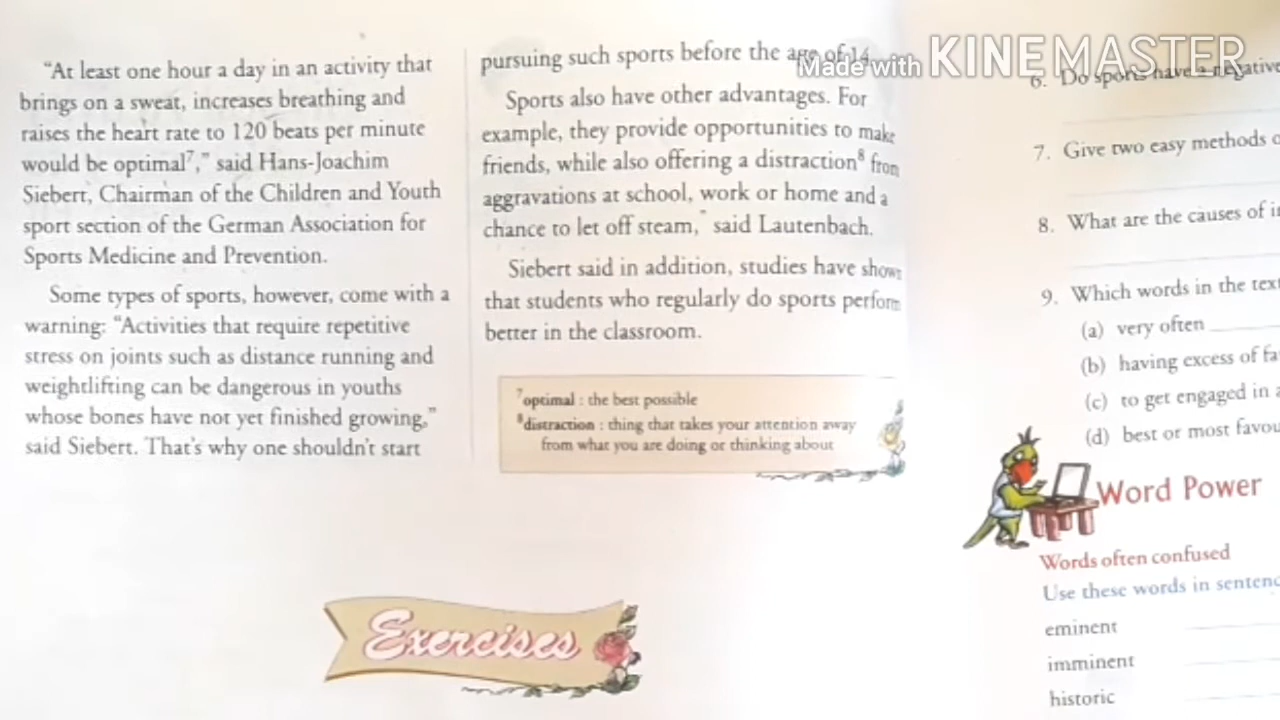 “At least one hour a day in an activity that
brings on a sweat, increases breathing and
raises the heart rate to 120 beats per minute
would be optimal⁷,” said Hans-Joachim
Siebert, Chairman of the Children and Youth
sport section of the German Association for
Sports Medicine and Prevention.
Some types of sports, however, come with a
warning: “Activities that require repetitive
stress on joints such as distance running and
weightlifting can be dangerous in youths
whose bones have not yet finished growing,”
said Siebert. That's why one shouldn't start
pursuing such sports before the age of 14.
Sports also have other advantages. For
example, they provide opportunities to make
friends, while also offering a distraction⁸ from
aggravations at school, work or home and a
chance to let off steam,” said Lautenbach.
Siebert said in addition, studies have shown
that students who regularly do sports perform
better in the classroom.
⁷optimal : the best possible
⁸distraction : thing that takes your attention away
from what you are doing or thinking about
Exercises
Made with KINEMASTER
6. Do sports have a negative
7. Give two easy methods
8. What are the causes of
9. Which words in the text
(a) very often
(b) having excess of
(c) to get engaged in
(d) best or most
Word Power
Words often confused
Use these words in
eminent
imminent
historic